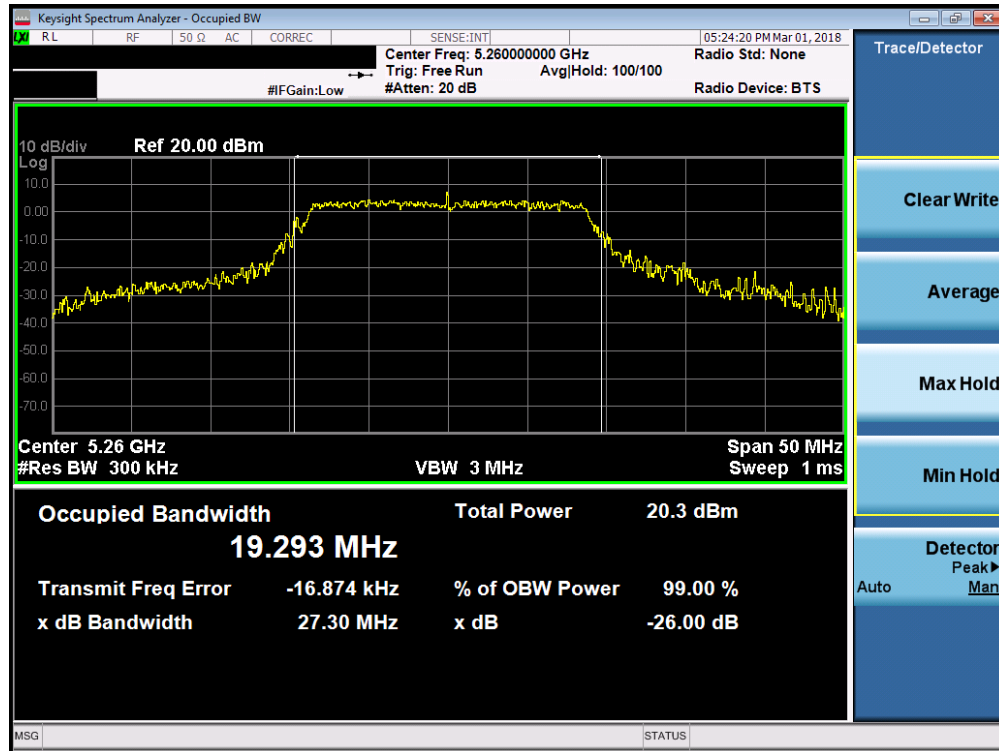 Keysight Spectrum Analyzer - Occupied BW
LXI RL RF 50 Ω AC CORREC SENSE:INT 05:24:20 PM Mar 01, 2018
Center Freq: 5.260000000 GHz Radio Std: None
Trig: Free Run Avg|Hold: 100/100
#IFGain:Low #Atten: 20 dB Radio Device: BTS
10 dB/div Ref 20.00 dBm
Log
10.0
0.00
-10.0
-20.0
-30.0
-40.0
-50.0
-60.0
-70.0
Center 5.26 GHz Span 50 MHz
#Res BW 300 kHz VBW 3 MHz Sweep 1 ms
Occupied Bandwidth Total Power 20.3 dBm
19.293 MHz
Transmit Freq Error -16.874 kHz % of OBW Power 99.00 %
x dB Bandwidth 27.30 MHz x dB -26.00 dB
Trace/Detector
Clear Write
Average
Max Hold
Min Hold
Detector
Peak▶
Auto Man
MSG STATUS